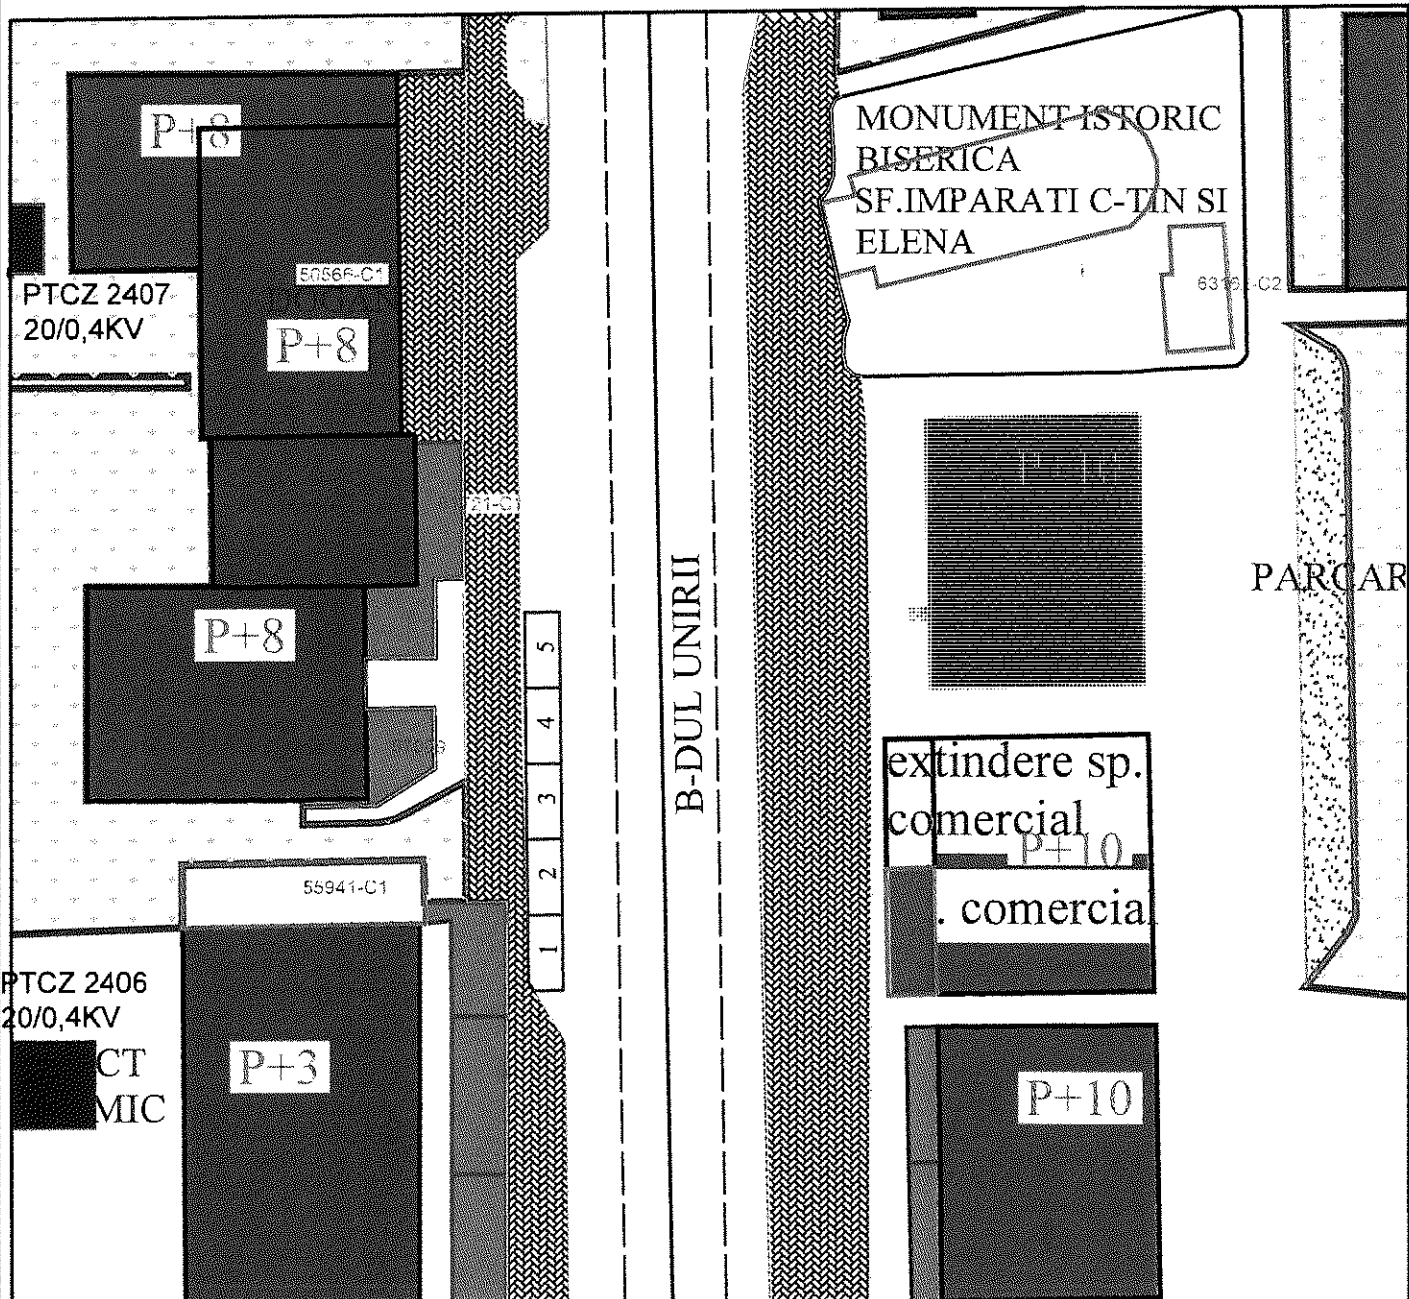 P+8
MONUMENT ISTORIC
BISERICA
SF.IMPARATI C-TIN SI
ELENA
50566-C1
PTCZ 2407
20/0,4KV
P+8
21-C
B-DUL UNIRII
PARCAR
P+8
5
4
3
2
1
extindere sp.
comercial
P+10
. comercial
55941-C1
PTCZ 2406
20/0,4KV
CT
MIC
P+3
P+10